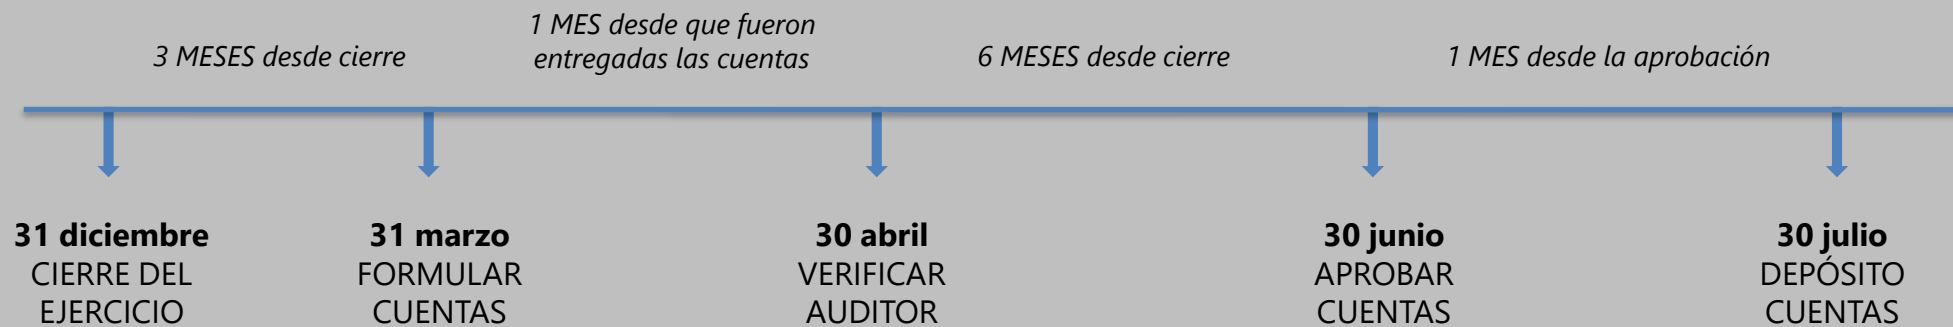 3 MESES desde cierre
1 MES desde que fueron
entregadas las cuentas
6 MESES desde cierre
1 MES desde la aprobación
31 diciembre
CIERRE DEL
EJERCICIO
31 marzo
FORMULAR
CUENTAS
30 abril
VERIFICAR
AUDITOR
30 junio
APROBAR
CUENTAS
30 julio
DEPÓSITO
CUENTAS